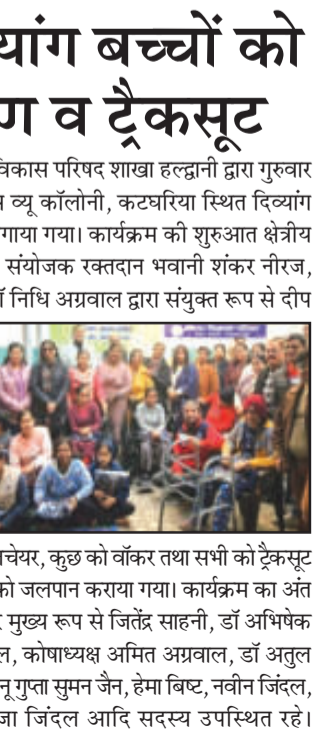 बच्चों को
व ट्रैकसूट
परिषद शाखा हल्द्वानी द्वारा गुरुवार
व्यू कॉलोनी, कटघरिया स्थित दिव्यांग
गया। कार्यक्रम की शुरुआत क्षेत्रीय
संयोजक रक्तदान भवानी शंकर नीरज,
निधि अग्रवाल द्वारा संयुक्त रूप से दीप
कुछ को वॉकर तथा सभी को ट्रैकसूट
को जलपान कराया गया। कार्यक्रम का अंत
मुख्य रूप से जितेंद्र साहनी, डॉ अभिषेक
कोषाध्यक्ष अमित अग्रवाल, डॉ अतुल
गुप्ता सुमन जैन, हेमा बिष्ट, नवीन जिंदल,
जिंदल आदि सदस्य उपस्थित रहे।